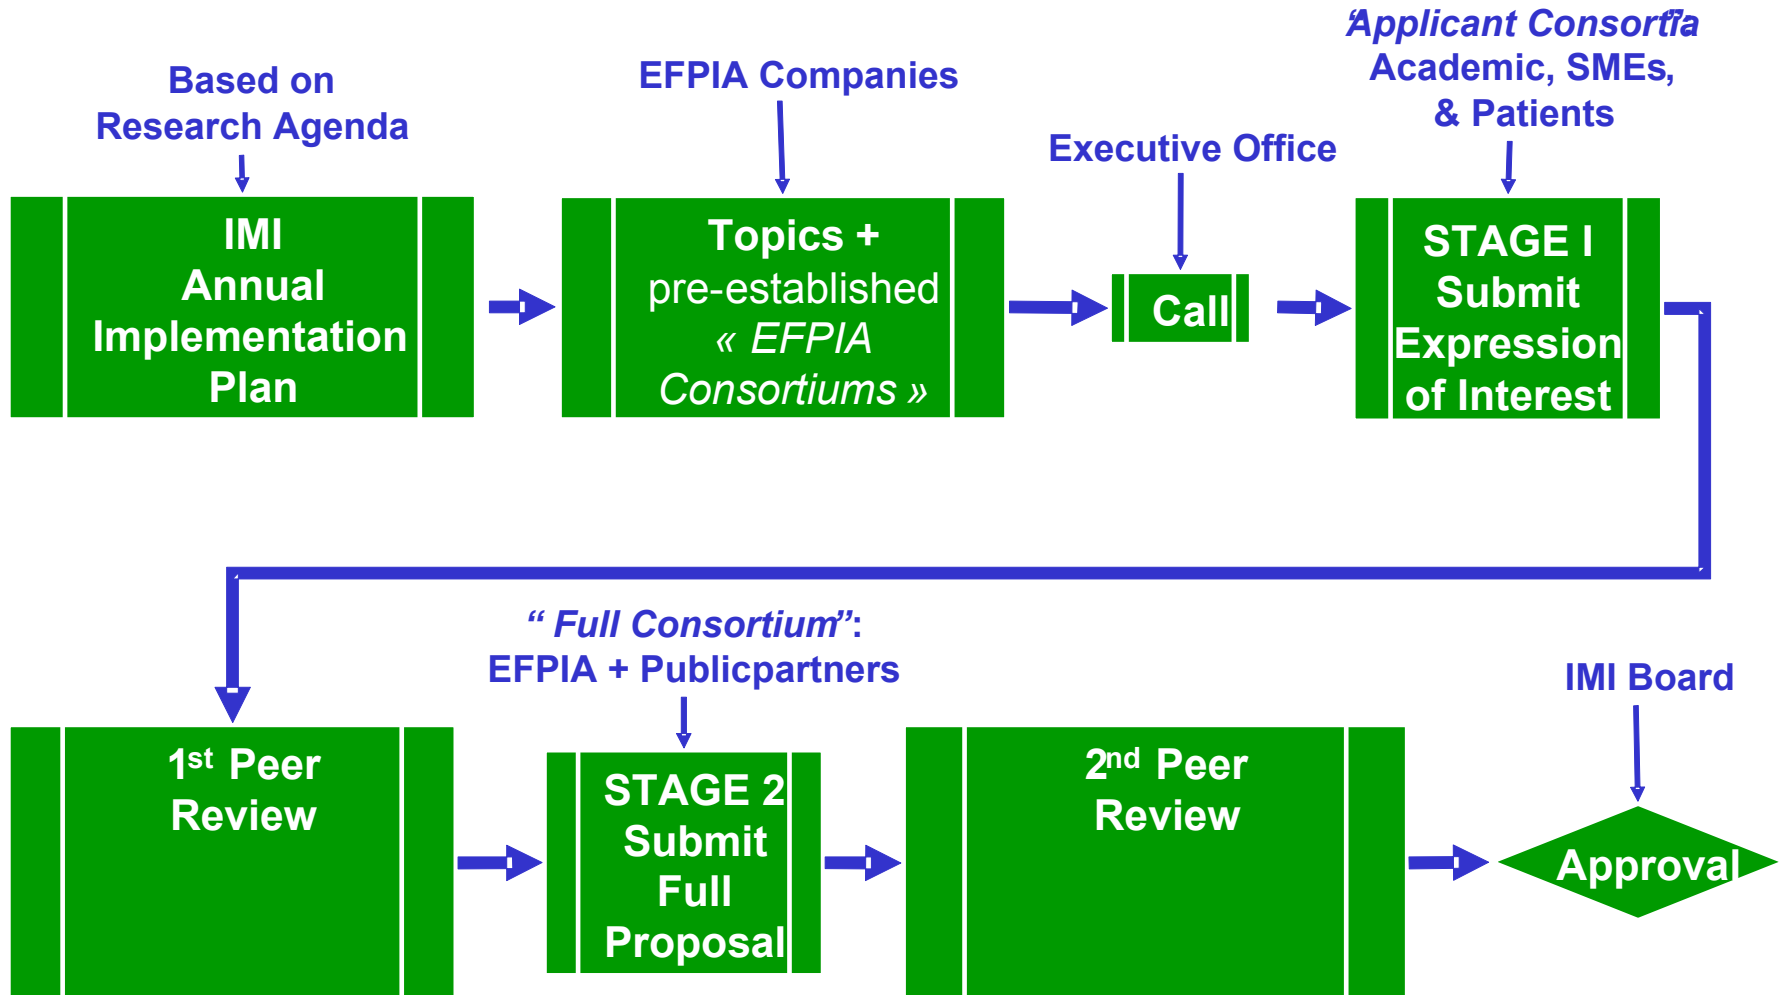 Based on
Research Agenda
EFPIA Companies
Executive Office
“Applicant Consortia”:
Academic, SMEs,
& Patients
IMI
Annual
Implementation
Plan
Topics +
pre-established
« EFPIA
Consortiums »
Call
STAGE I
Submit
Expression
of Interest
“ Full Consortium”:
EFPIA + Publicpartners
IMI Board
1st Peer
Review
STAGE 2
Submit
Full
Proposal
2nd Peer
Review
Approval